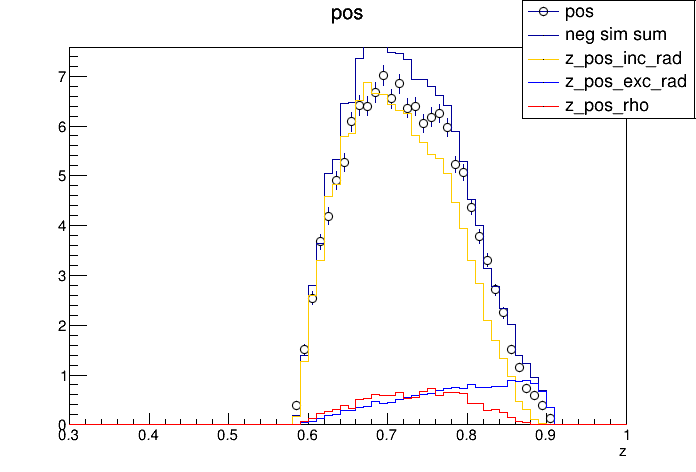 pos
pos
neg sim sum
z_pos_inc_rad
z_pos_exc_rad
z_pos_rho
7
6
5
4
3
2
1
0
0.3 0.4 0.5 0.6 0.7 0.8 0.9 1
z